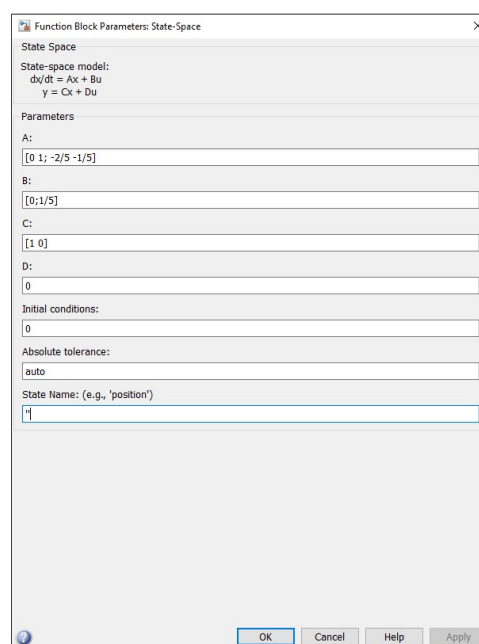 Function Block Parameters: State-Space
State Space
State-space model:
dx/dt = Ax + Bu
y = Cx + Du
Parameters
A:
[0 1; -2/5 -1/5]
B:
[0;1/5]
C:
[1 0]
D:
0
Initial conditions:
0
Absolute tolerance:
auto
State Name: (e.g., 'position')
''
OK Cancel Help Apply